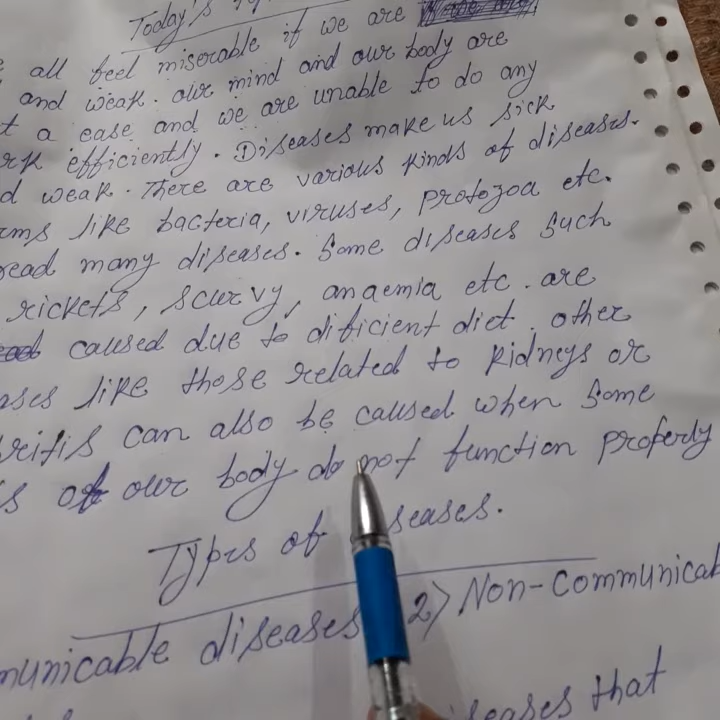 Today's
all feel miserable if we are
and weak. our mind and our body are
t a ease and we are unable to do any
rk efficiently. Diseases make us sick
d weak. There are various kinds of diseases.
rms like bacteria, viruses, protozoa etc.
read many diseases. Some diseases such
rickets, scurvy, anaemia etc. are
caused due to dificient diet. other
ases like those related to kidneys or
ritis can also be caused when some
s of our body do not function properly
Types of seases.
municable diseases 2) Non-communicab
seases that